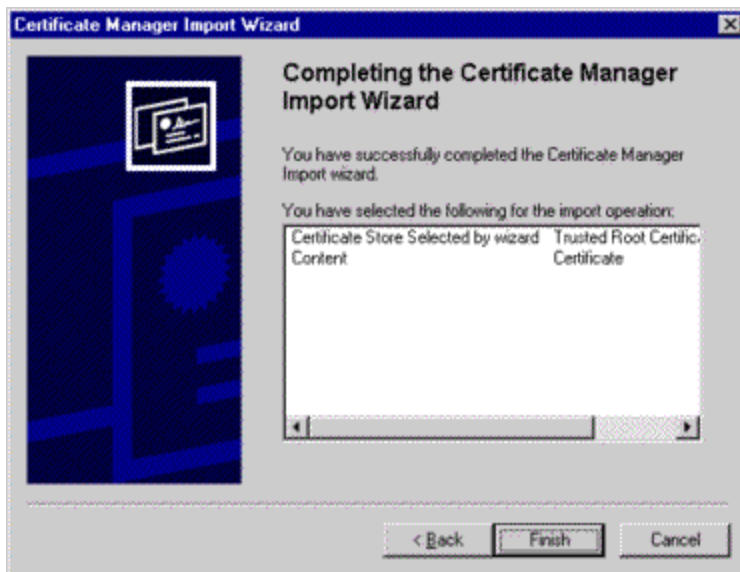 Certificate Manager Import Wizard
Completing the Certificate Manager
Import Wizard
You have successfully completed the Certificate Manager
Import wizard.
You have selected the following for the import operation:
Certificate Store Selected by wizard Trusted Root Certific
Content Certificate
< Back Finish Cancel